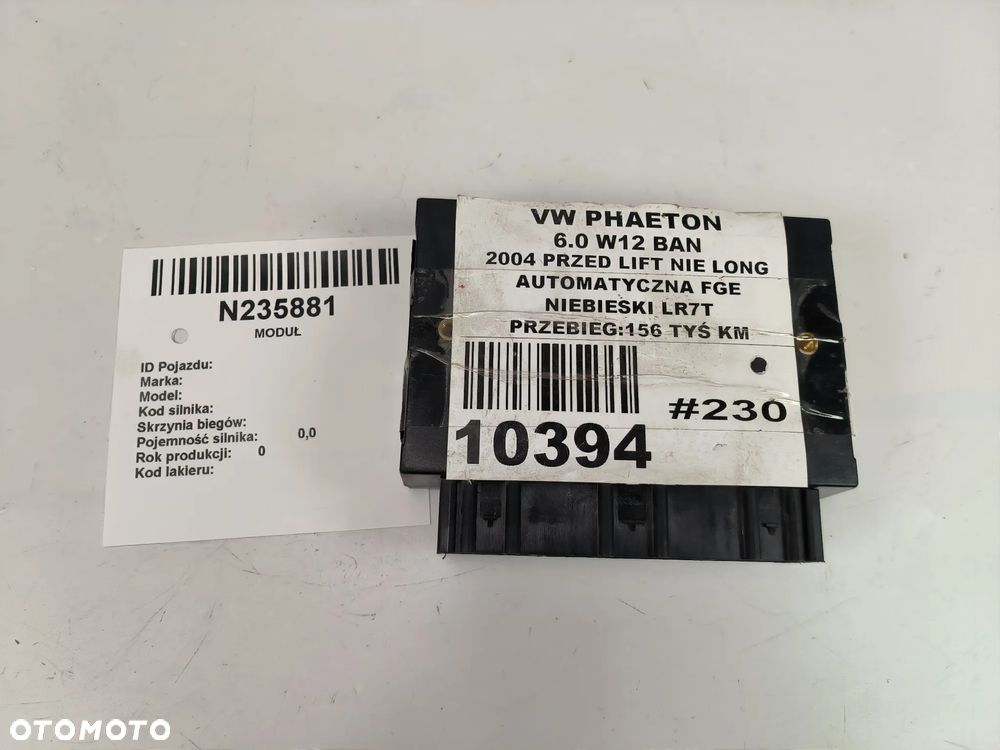 N235881
MODUŁ
ID Pojazdu:
Marka:
Model:
Kod silnika:
Skrzynia biegów:
Pojemność silnika: 0,0
Rok produkcji: 0
Kod lakieru:
VW PHAETON
6.0 W12 BAN
2004 PRZED LIFT NIE LONG
AUTOMATYCZNA FGE
NIEBIESKI LR7T
PRZEBIEG:156 TYŚ KM
#230
10394
OTOMOTO